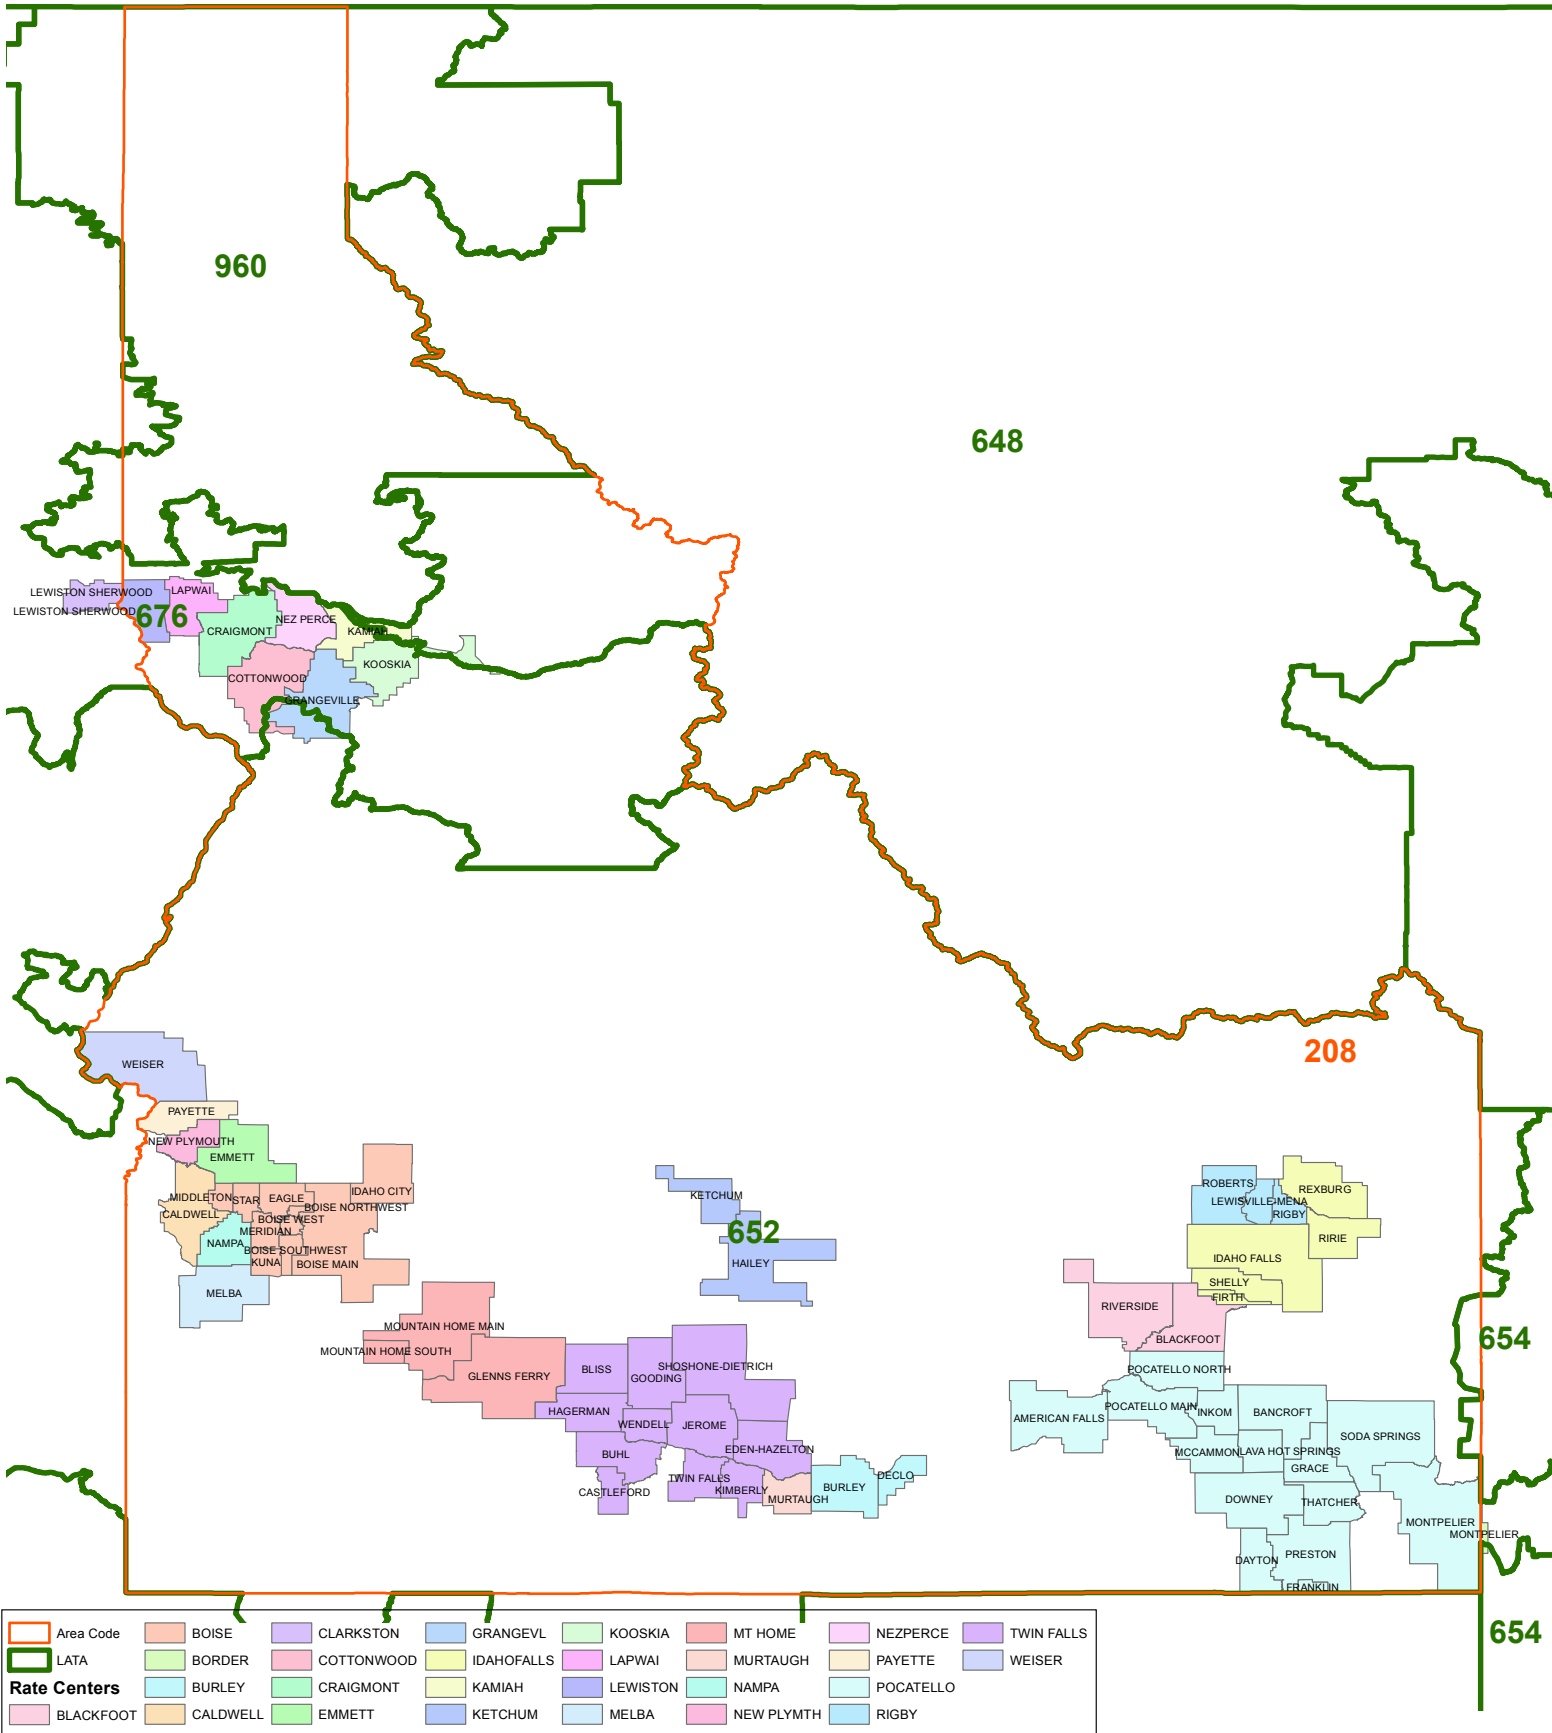 960
648
LEWISTON SHERWOOD
LAPWAI
LEWISTON SHERWOOD
676
NEZ PERCE
CRAIGMONT
KAMIAH
KOOSKIA
COTTONWOOD
GRANGEVILLE
208
WEISER
PAYETTE
NEW PLYMOUTH
EMMETT
MIDDLETON
STAR
EAGLE
IDAHO CITY
BOISE NORTHWEST
CALDWELL
BOISE WEST
MERIDIAN
NAMPA
BOISE SOUTHWEST
KUNA
BOISE MAIN
MELBA
KETCHUM
652
HAILEY
ROBERTS
REXBURG
LEWISVILLE-MENA
RIGBY
RIRIE
IDAHO FALLS
SHELLY
FIRTH
RIVERSIDE
BLACKFOOT
654
MOUNTAIN HOME MAIN
MOUNTAIN HOME SOUTH
GLENNS FERRY
BLISS
GOODING
SHOSHONE-DIETRICH
HAGERMAN
WENDELL
JEROME
BUHL
EDEN-HAZELTON
CASTLEFORD
TWIN FALLS
KIMBERLY
MURTAUGH
BURLEY
DECLO
POCATELLO NORTH
AMERICAN FALLS
POCATELLO MAIN
INKOM
BANCROFT
SODA SPRINGS
MCCAMMON
LAVA HOT SPRINGS
GRACE
DOWNEY
THATCHER
MONTPELIER
MONTPELIER
DAYTON
PRESTON
FRANKLIN
654
Area Code
LATA
Rate Centers
BLACKFOOT
BOISE
BORDER
BURLEY
CALDWELL
CLARKSTON
COTTONWOOD
CRAIGMONT
EMMETT
GRANGEVL
IDAHOFALLS
KAMIAH
KETCHUM
KOOSKIA
LAPWAI
LEWISTON
MELBA
MT HOME
MURTAUGH
NAMPA
NEW PLYMTH
NEZPERCE
PAYETTE
POCATELLO
RIGBY
TWIN FALLS
WEISER